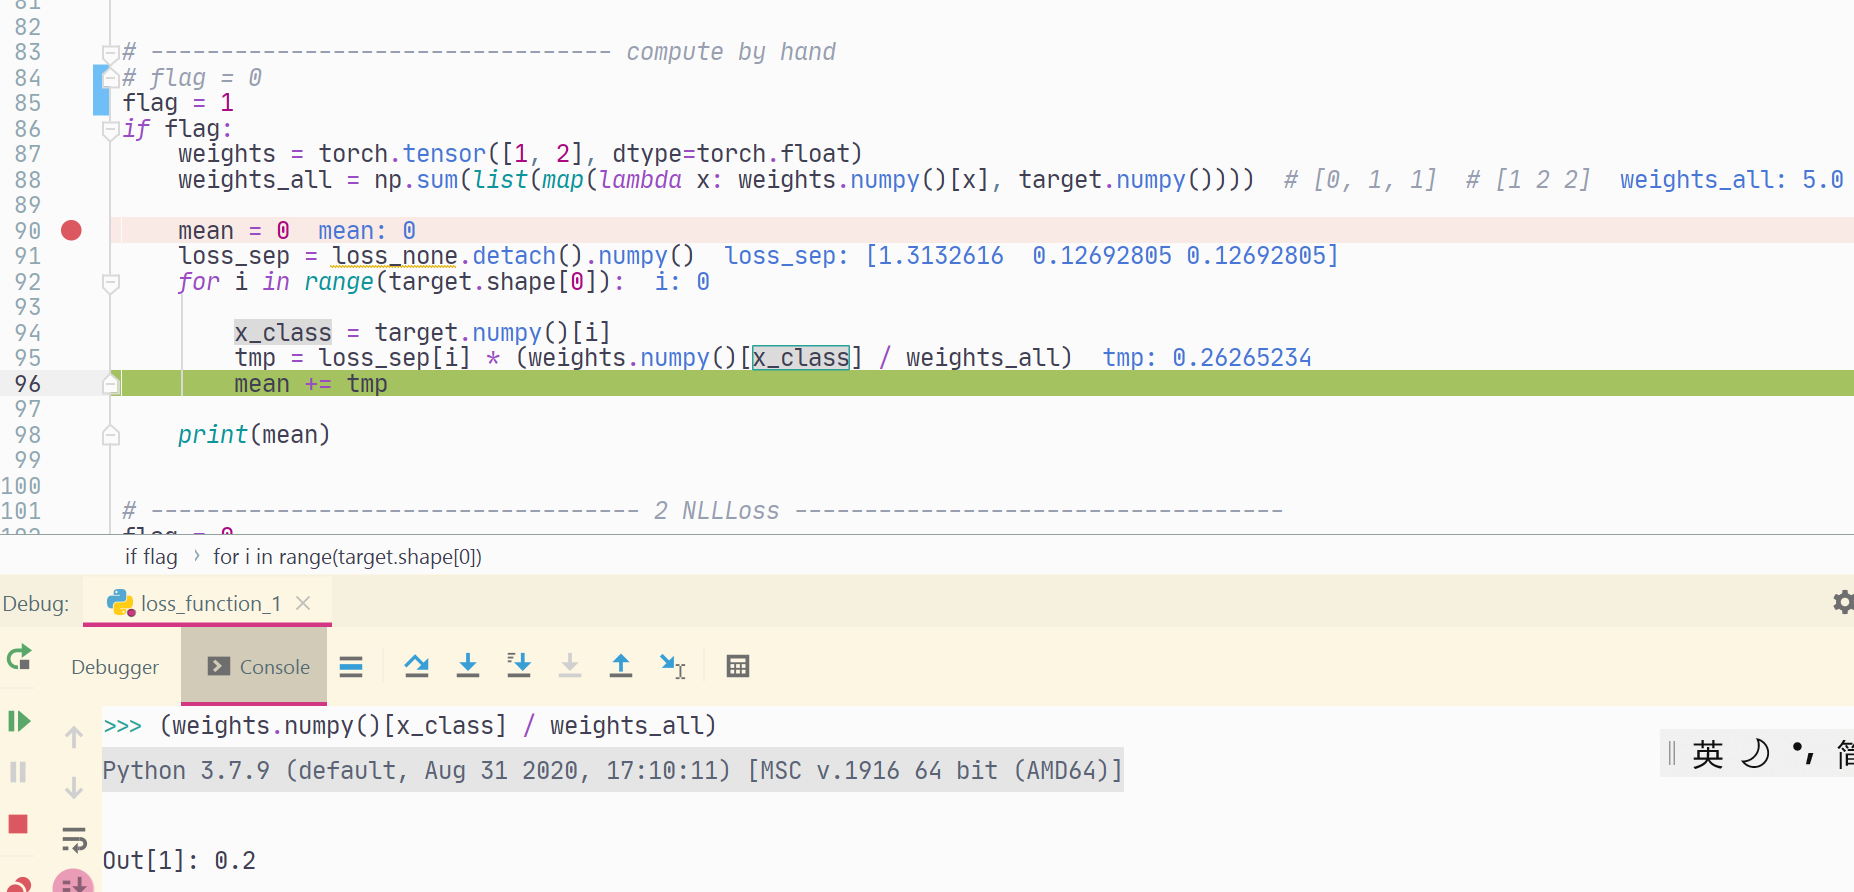 81
82
83 # --------------------------------- compute by hand
84 # flag = 0
85 flag = 1
86 if flag:
87     weights = torch.tensor([1, 2], dtype=torch.float)
88     weights_all = np.sum(list(map(lambda x: weights.numpy()[x], target.numpy())))  # [0, 1, 1]  # [1 2 2]  weights_all: 5.0
89
90     mean = 0  mean: 0
91     loss_sep = loss_none.detach().numpy()  loss_sep: [1.3132616  0.12692805 0.12692805]
92     for i in range(target.shape[0]):  i: 0
93
94         x_class = target.numpy()[i]
95         tmp = loss_sep[i] * (weights.numpy()[x_class] / weights_all)  tmp: 0.26265234
96         mean += tmp
97
98     print(mean)
99
100
101 # ----------------------------------- 2 NLLLoss -----------------------------------
102 flag = 0
if flag › for i in range(target.shape[0])
Debug: loss_function_1 ×
Debugger Console
>>> (weights.numpy()[x_class] / weights_all)
Python 3.7.9 (default, Aug 31 2020, 17:10:11) [MSC v.1916 64 bit (AMD64)]
英 简
Out[1]: 0.2